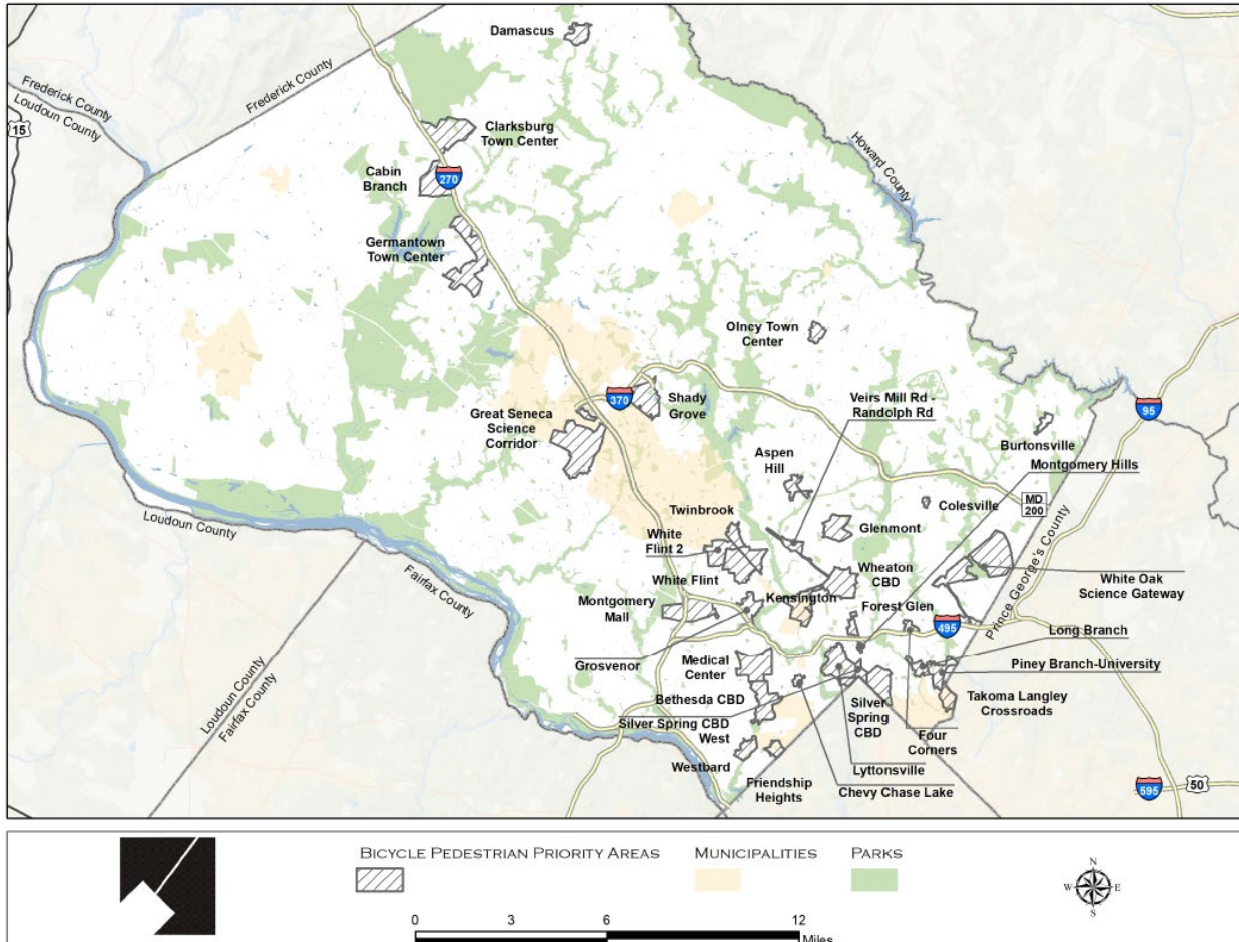 Damascus
Frederick County
Frederick County
Loudoun County
15
Clarksburg
Town Center
Cabin
Branch
270
Howard County
Germantown
Town Center
Olney Town
Center
370
Shady
Grove
Veirs Mill Rd -
Randolph Rd
95
Great Seneca
Science
Corridor
Burtonsville
Aspen
Hill
Montgomery Hills
MD
200
Colesville
Twinbrook
Glenmont
Loudoun County
White
Flint 2
Wheaton
CBD
White Flint
White Oak
Science Gateway
Fairfax County
Prince George's County
Montgomery
Mall
Kensington
Forest Glen
495
Long Branch
Grosvenor
Medical
Center
Piney Branch-University
Loudoun County
Fairfax County
Bethesda CBD
Takoma Langley
Crossroads
Silver
Spring
CBD
Silver Spring CBD
West
Four
Corners
Westbard
Lyttonsville
Friendship
Heights
Chevy Chase Lake
595
50
BICYCLE PEDESTRIAN PRIORITY AREAS
MUNICIPALITIES
PARKS
N
W
E
S
0
3
6
12
Miles